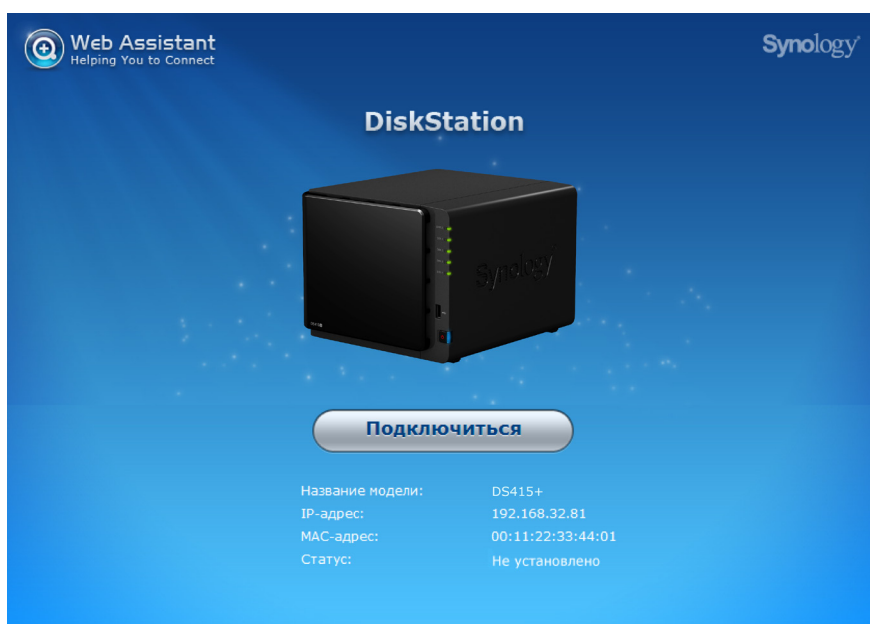 Web Assistant
Helping You to Connect
Synology
DiskStation
Synology
Подключиться
Название модели: DS415+
IP-адрес: 192.168.32.81
MAC-адрес: 00:11:22:33:44:01
Статус: Не установлено